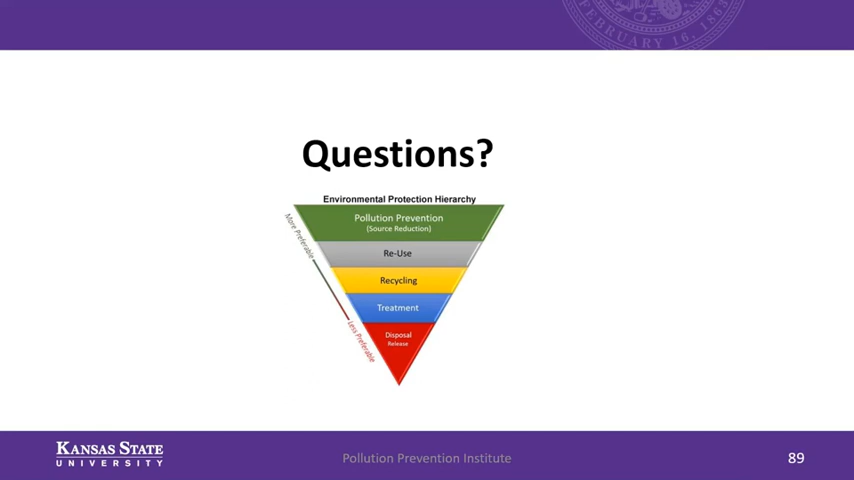 FEBRUARY 16, 1863
Questions?
Environmental Protection Hierarchy
More Preferable
Pollution Prevention
(Source Reduction)
Re-Use
Recycling
Treatment
Less Preferable
Disposal
Release
KANSAS STATE
UNIVERSITY
Pollution Prevention Institute
89